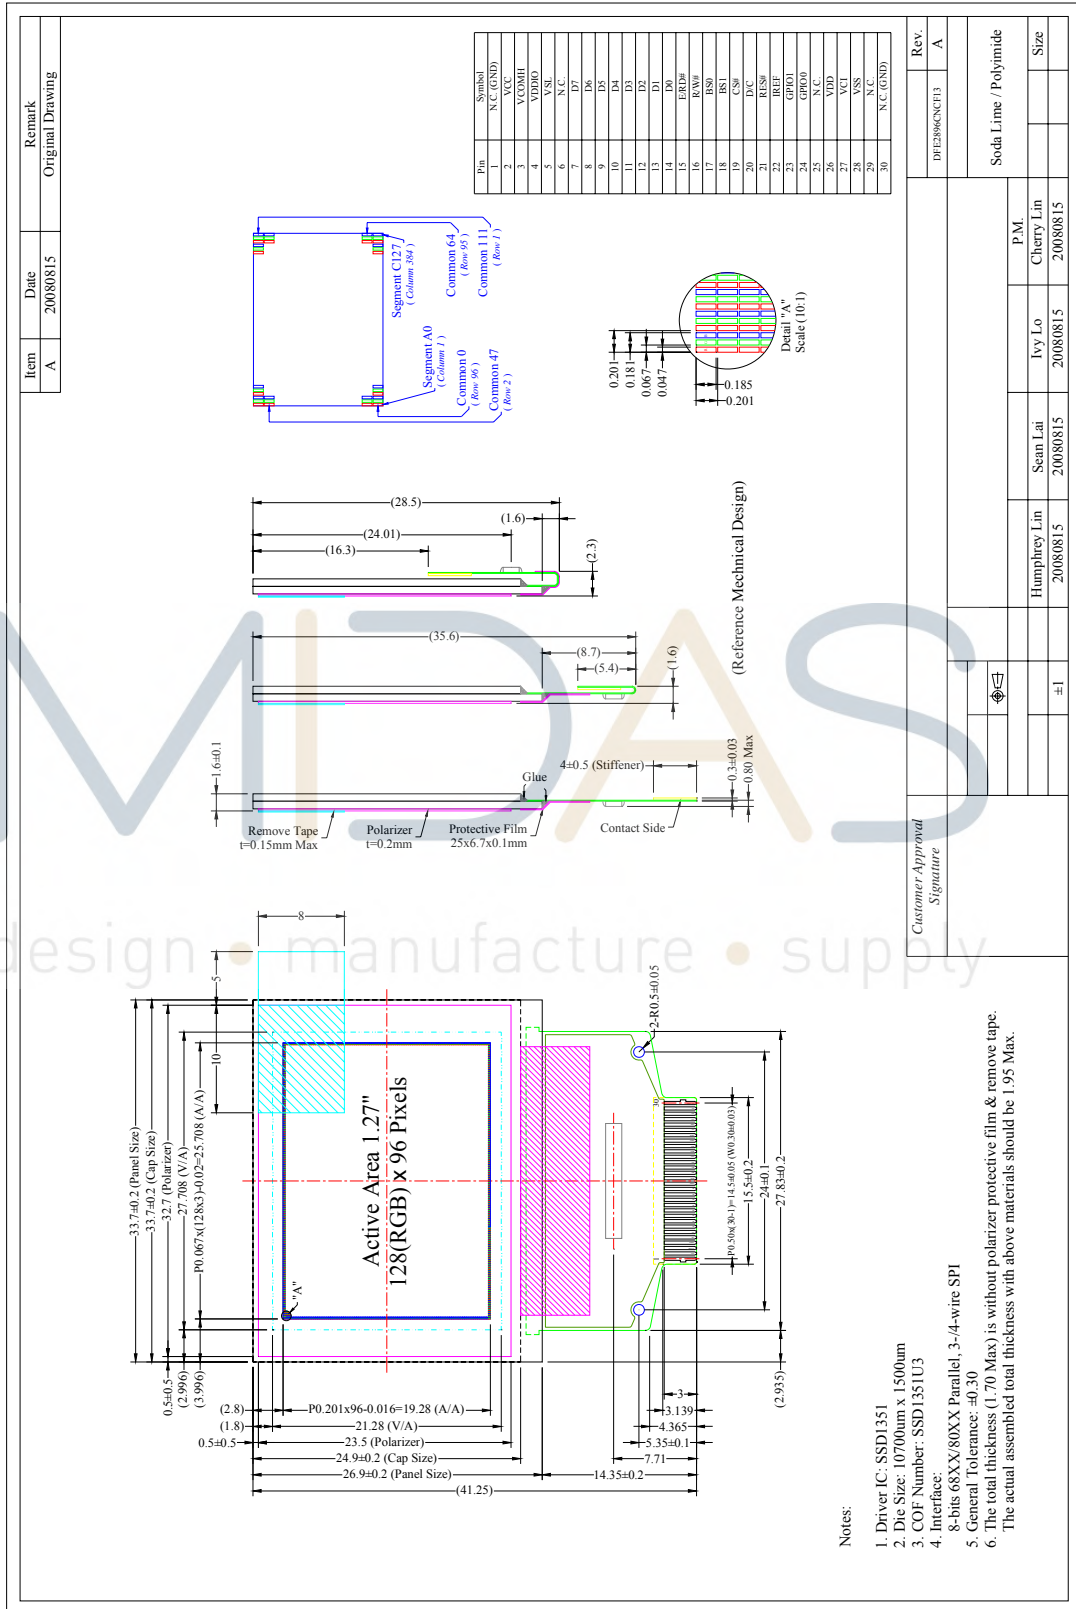 Item Date Remark
A 20080815 Original Drawing
Pin Symbol
1 N.C. (GND)
2 VCC
3 VCOMH
4 VDDIO
5 VSL
6 N.C.
7 D7
8 D6
9 D5
10 D4
11 D3
12 D2
13 D1
14 D0
15 E/RD#
16 R/W#
17 BS0
18 BS1
19 CS#
20 D/C
21 RES#
22 IREF
23 GPIO1
24 GPIO0
25 N.C.
26 VDD
27 VCI
28 VSS
29 N.C.
30 N.C. (GND)
Segment A0
( Column 1 )
Common 0
( Row 96 )
Common 47
( Row 2 )
Segment C127
( Column 384 )
Common 64
( Row 95 )
Common 111
( Row 1 )
0.201
0.181
0.067
0.047
0.185
0.201
Detail "A"
Scale (10:1)
(28.5)
(24.01)
(16.3)
(1.6)
(2.3)
(35.6)
(8.7)
(5.4)
(1.6)
(Reference Mechnical Design)
1.6±0.1
Remove Tape
t=0.15mm Max
Polarizer
t=0.2mm
Protective Film
25x6.7x0.1mm
Glue
4±0.5 (Stiffener)
Contact Side
0.3±0.03
0.80 Max
MIDAS
design • manufacture • supply
8
5
10
33.7±0.2 (Panel Size)
33.7±0.2 (Cap Size)
32.7 (Polarizer)
27.708 (V/A)
P0.067x(128x3)-0.02=25.708 (A/A)
0.5±0.5
(2.996)
(3.996)
"A"
Active Area 1.27"
128(RGB) x 96 Pixels
(2.8)
(1.8)
0.5±0.5
P0.201x96-0.016=19.28 (A/A)
21.28 (V/A)
23.5 (Polarizer)
24.9±0.2 (Cap Size)
26.9±0.2 (Panel Size)
14.35±0.2
(41.25)
3
3.139
4.365
5.35±0.1
7.71
2-R0.5±0.05
30
P0.50x(30-1)=14.5±0.05 (W0.30±0.03)
15.5±0.2
24±0.1
27.83±0.2
(2.935)
Notes:
1. Driver IC: SSD1351
2. Die Size: 10700um x 1500um
3. COF Number: SSD1351U3
4. Interface:
8-bits 68XX/80XX Parallel, 3-/4-wire SPI
5. General Tolerance: ±0.30
6. The total thickness (1.70 Max) is without polarizer protective film & remove tape.
The actual assembled total thickness with above materials should be 1.95 Max.
Customer Approval
Signature
DFE2896CNCF13
Rev.
A
Soda Lime / Polyimide
Size
±1
P.M.
Humphrey Lin Sean Lai Ivy Lo Cherry Lin
20080815 20080815 20080815 20080815